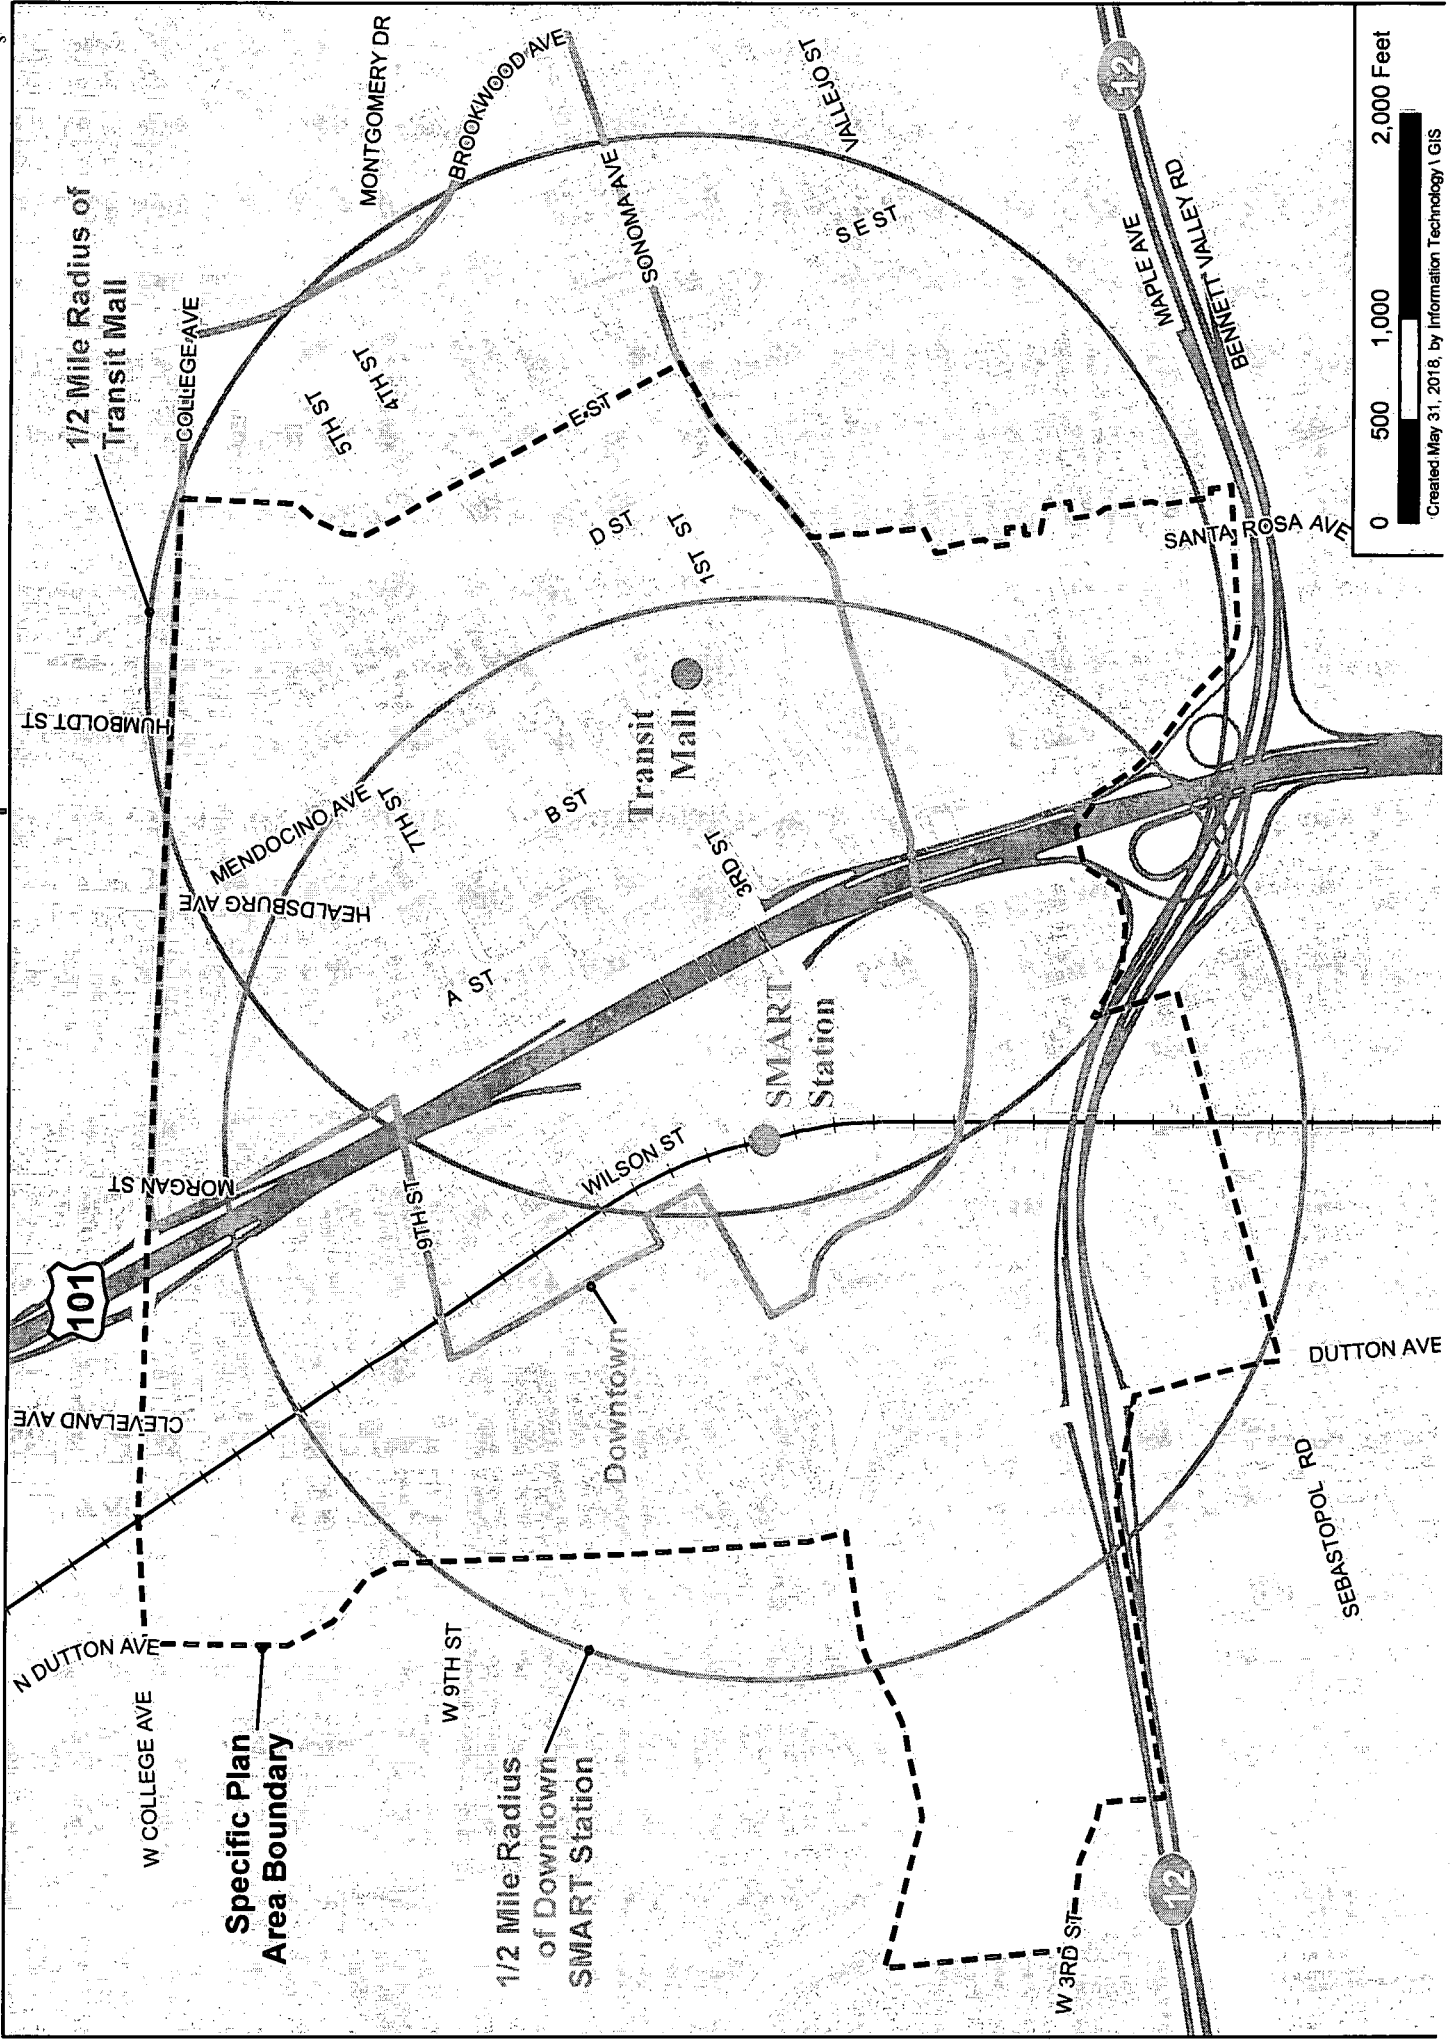 1/2 Mile Radius of
Transit Mall
MONTGOMERY DR
BROOKWOOD AVE
VALLEJO ST
12
COLLEGE AVE
SONOMA AVE
S E ST
MAPLE AVE
BENNETT VALLEY RD
5TH ST
4TH ST
E ST
D ST
1ST ST
SANTA ROSA AVE
0 500 1,000 2,000 Feet
Created May 31, 2018, by Information Technology \ GIS
HUMBOLDT ST
Transit
Mall
MENDOCINO AVE
7TH ST
B ST
HEALDSBURG AVE
3RD ST
A ST
SMART
Station
MORGAN ST
9TH ST
WILSON ST
101
CLEVELAND AVE
Downtown
DUTTON AVE
SEBASTOPOL RD
N DUTTON AVE
W COLLEGE AVE
W 9TH ST
Specific Plan
Area Boundary
1/2 Mile Radius
of Downtown
SMART Station
W 3RD ST
12